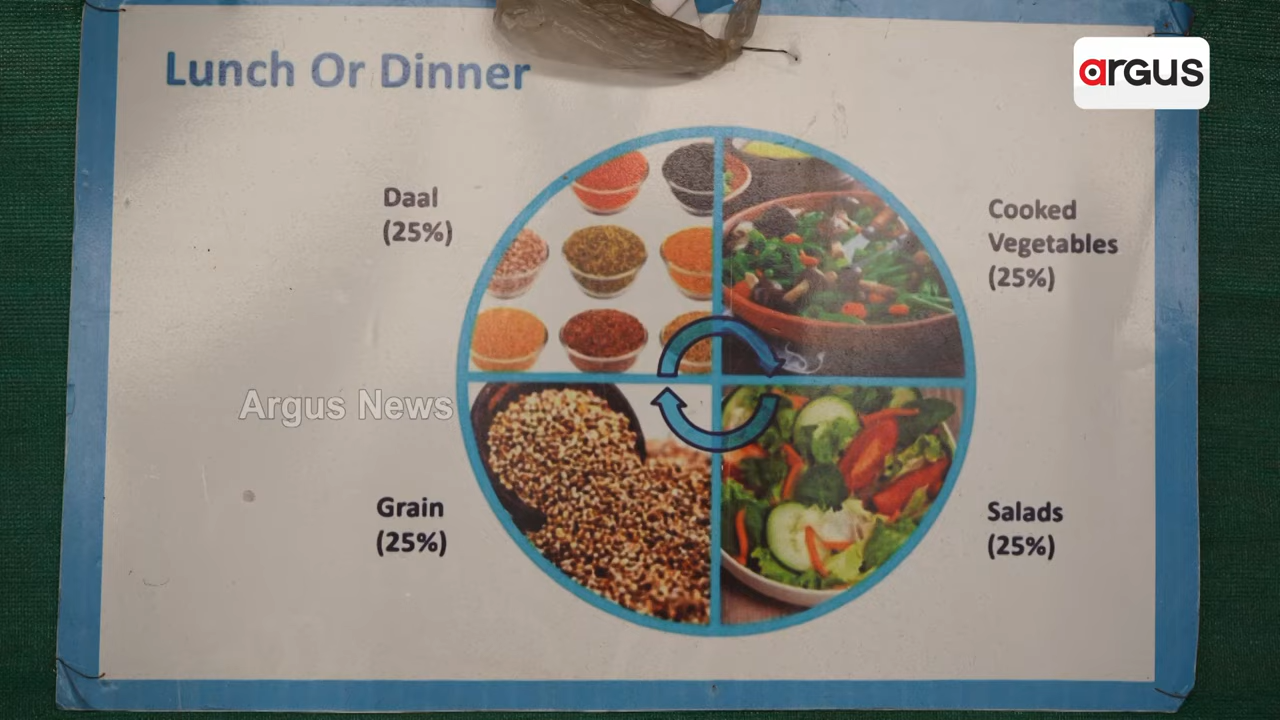 Lunch Or Dinner
argus
Daal
(25%)
Cooked
Vegetables
(25%)
Argus News
Grain
(25%)
Salads
(25%)